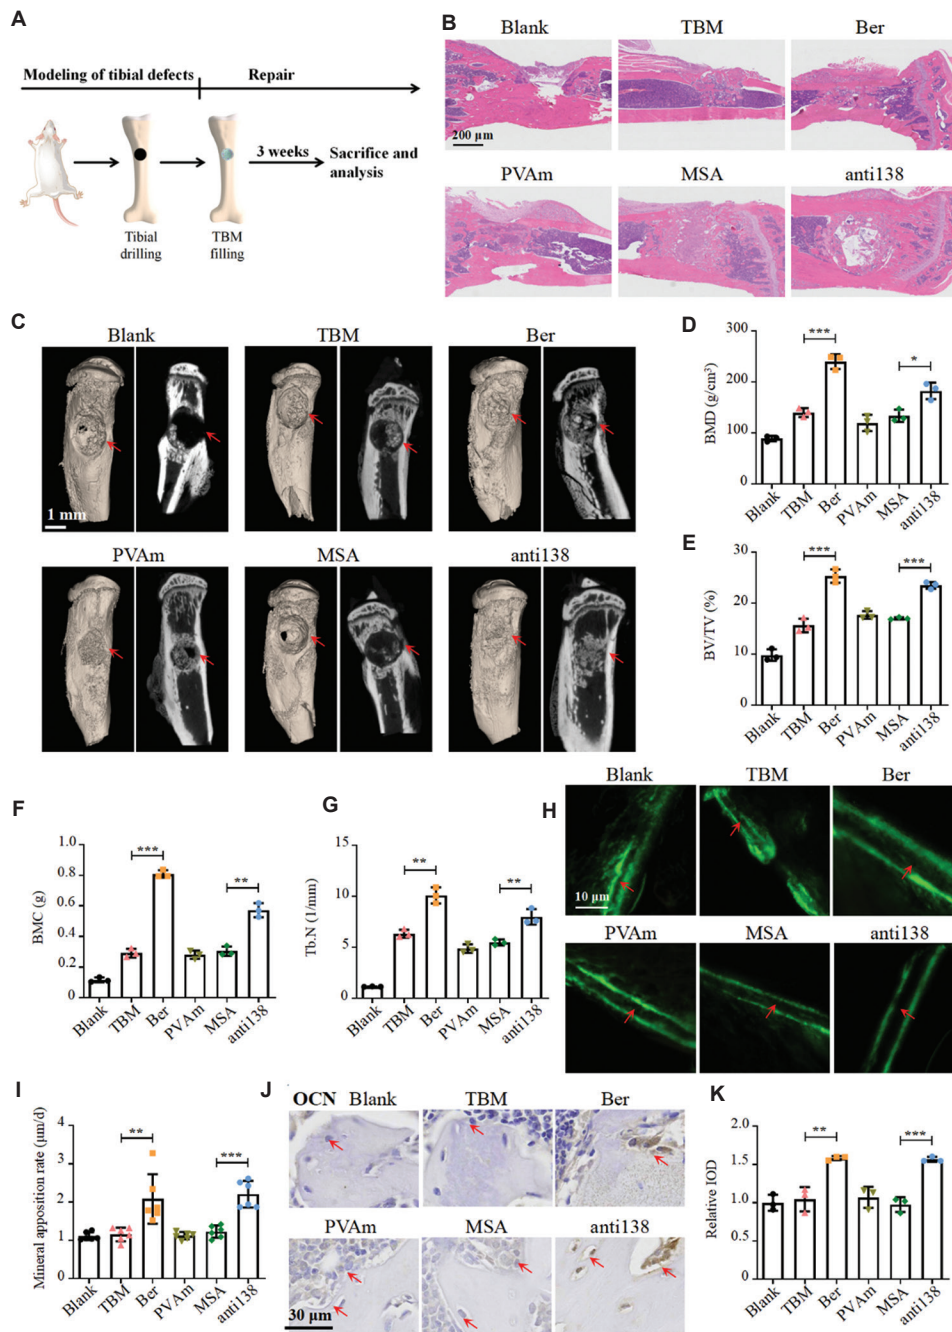 A
Modeling of tibial defects
Repair
3 weeks
Sacrifice and
analysis
Tibial
drilling
TBM
filling
B
Blank
TBM
Ber
200 μm
PVAm
MSA
anti138
C
Blank
TBM
Ber
1 mm
PVAm
MSA
anti138
D
BMD (g/cm³)
300
200
100
0
***
*
Blank
TBM
Ber
PVAm
MSA
anti138
E
BV/TV (%)
30
20
10
0
***
***
Blank
TBM
Ber
PVAm
MSA
anti138
F
BMC (g)
0.8
0.6
0.4
0.2
0.0
***
**
Blank
TBM
Ber
PVAm
MSA
anti138
G
Tb.N (1/mm)
15
10
5
0
**
**
Blank
TBM
Ber
PVAm
MSA
anti138
H
Blank
TBM
Ber
10 μm
PVAm
MSA
anti138
I
Mineral apposition rate (μm/d)
4
3
2
1
**
***
Blank
TBM
Ber
PVAm
MSA
anti138
J
OCN Blank
TBM
Ber
PVAm
MSA
anti138
30 μm
K
Relative IOD
2.0
1.5
1.0
0.5
0.0
**
***
Blank
TBM
Ber
PVAm
MSA
anti138